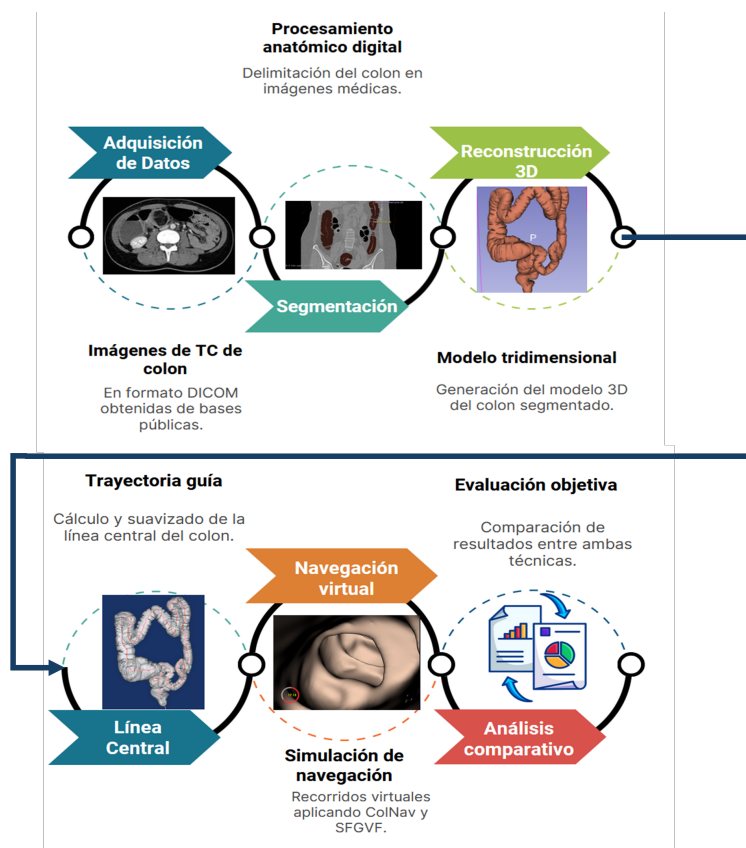 Procesamiento
anatómico digital
Delimitación del colon en
imágenes médicas.
Adquisición
de Datos
Reconstrucción
3D
P
Segmentación
Imágenes de TC de
colon
En formato DICOM
obtenidas de bases
públicas.
Modelo tridimensional
Generación del modelo 3D
del colon segmentado.
Trayectoria guía
Cálculo y suavizado de la
línea central del colon.
Evaluación objetiva
Comparación de
resultados entre ambas
técnicas.
Navegación
virtual
Línea
Central
Análisis
comparativo
Simulación de
navegación
Recorridos virtuales
aplicando ColNav y
SFGVF.